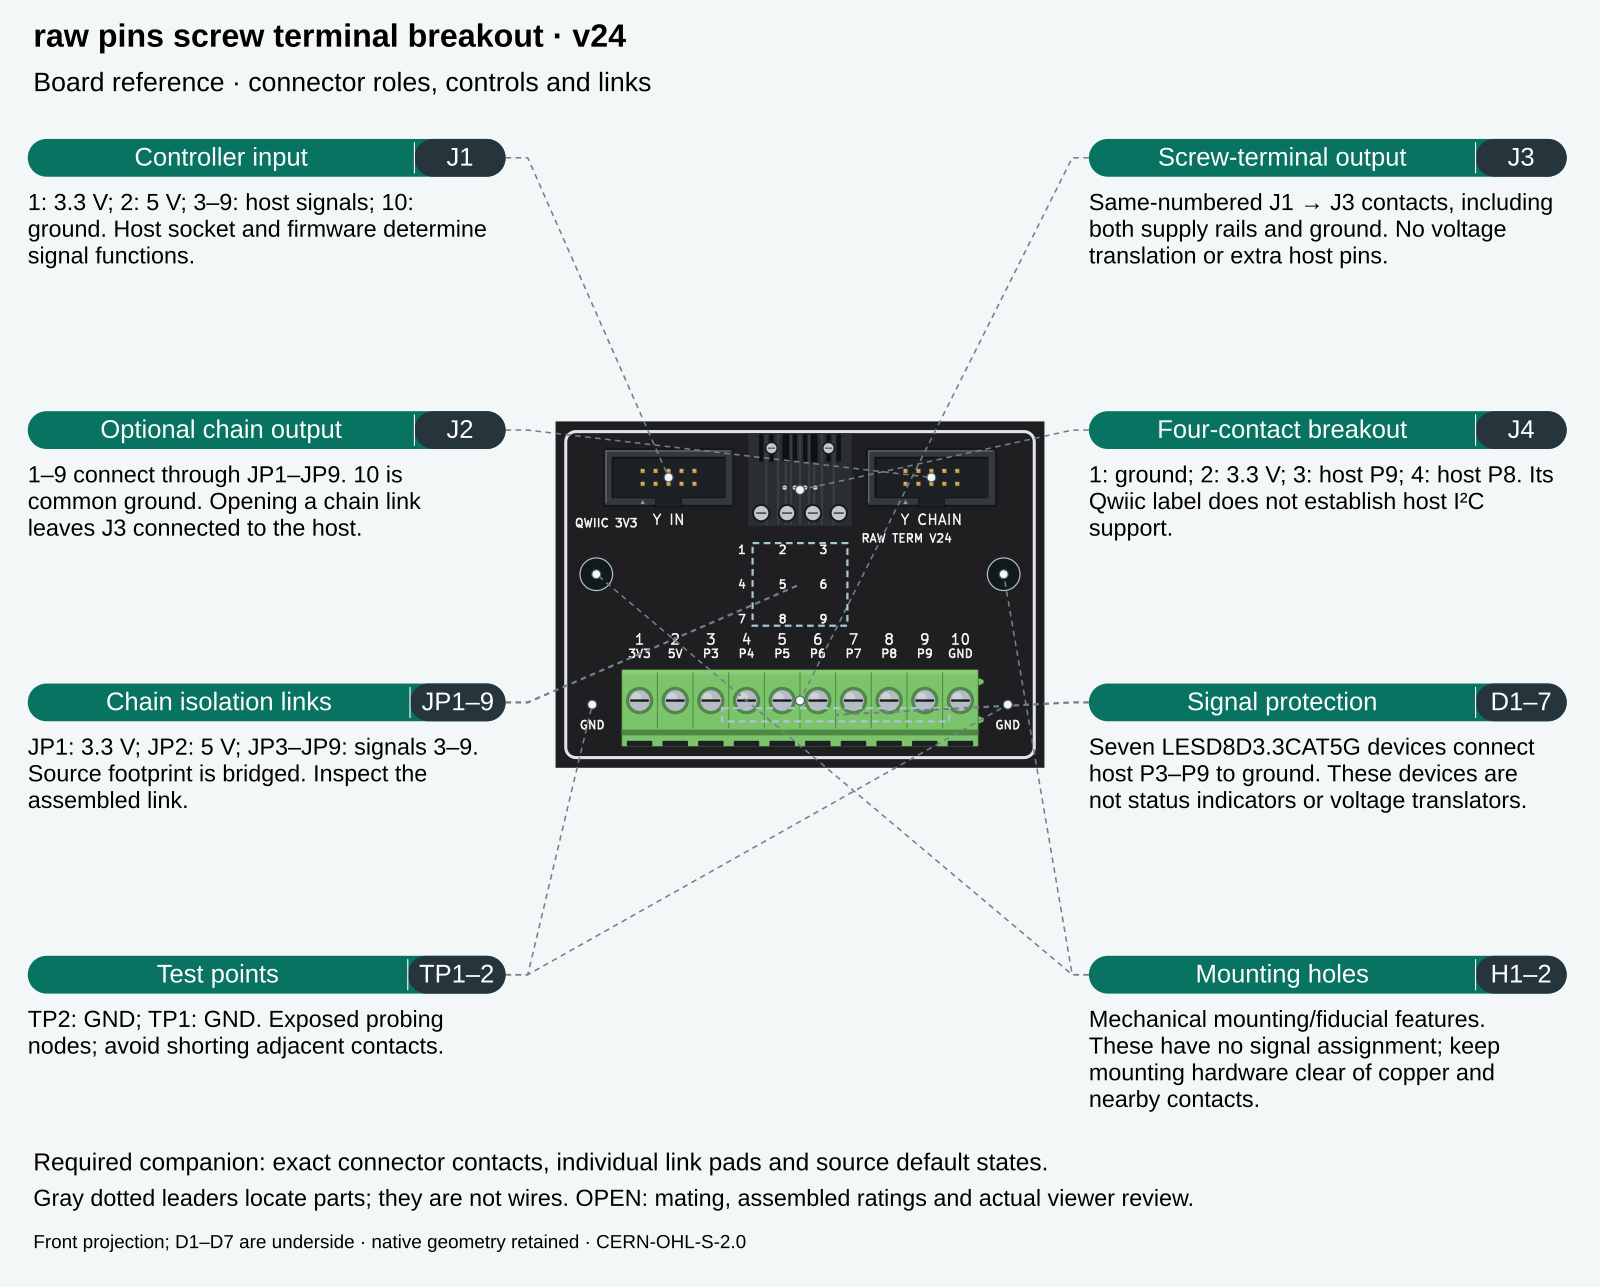 raw pins screw terminal breakout · v24
Board reference · connector roles, controls and links
Controller input J1
1: 3.3 V; 2: 5 V; 3–9: host signals; 10:
ground. Host socket and firmware determine
signal functions.
Screw-terminal output J3
Same-numbered J1 → J3 contacts, including
both supply rails and ground. No voltage
translation or extra host pins.
Optional chain output J2
1–9 connect through JP1–JP9. 10 is
common ground. Opening a chain link
leaves J3 connected to the host.
Four-contact breakout J4
1: ground; 2: 3.3 V; 3: host P9; 4: host P8. Its
Qwiic label does not establish host I²C
support.
QWIIC 3V3 Y IN Y CHAIN
RAW TERM V24
1 2 3
4 5 6
7 8 9
1 2 3 4 5 6 7 8 9 10
3V3 5V P3 P4 P5 P6 P7 P8 P9 GND
GND GND
Chain isolation links JP1–9
JP1: 3.3 V; JP2: 5 V; JP3–JP9: signals 3–9.
Source footprint is bridged. Inspect the
assembled link.
Signal protection D1–7
Seven LESD8D3.3CAT5G devices connect
host P3–P9 to ground. These devices are
not status indicators or voltage translators.
Test points TP1–2
TP2: GND; TP1: GND. Exposed probing
nodes; avoid shorting adjacent contacts.
Mounting holes H1–2
Mechanical mounting/fiducial features.
These have no signal assignment; keep
mounting hardware clear of copper and
nearby contacts.
Required companion: exact connector contacts, individual link pads and source default states.
Gray dotted leaders locate parts; they are not wires. OPEN: mating, assembled ratings and actual viewer review.
Front projection; D1–D7 are underside · native geometry retained · CERN-OHL-S-2.0